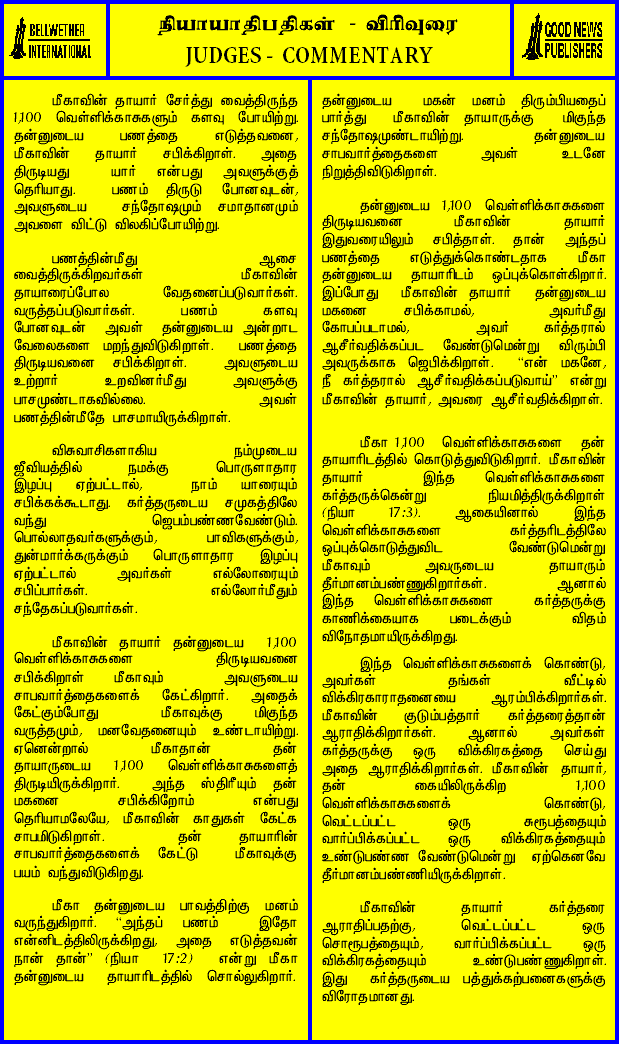 BELLWETHER
INTERNATIONAL
நியாயாதிபதிகள் - விரிவுரை
JUDGES - COMMENTARY
GOOD NEWS
PUBLISHERS
மீகாவின் தாயார் சேர்த்து வைத்திருந்த
1,100 வெள்ளிக்காசுகளும் களவு போயிற்று.
தன்னுடைய பணத்தை எடுத்தவனை,
மீகாவின் தாயார் சபிக்கிறாள். அதை
திருடியது யார் என்பது அவளுக்குத்
தெரியாது. பணம் திருடு போனவுடன்,
அவளுடைய சந்தோஷமும் சமாதானமும்
அவளை விட்டு விலகிப்போயிற்று.
பணத்தின்மீது ஆசை
வைத்திருக்கிறவர்கள் மீகாவின்
தாயாரைப்போல வேதனைப்படுவார்கள்.
வருத்தப்படுவார்கள். பணம் களவு
போனவுடன் அவள் தன்னுடைய அன்றாட
வேலைகளை மறந்துவிடுகிறாள். பணத்தை
திருடியவனை சபிக்கிறாள். அவளுடைய
உற்றார் உறவினர்மீது அவளுக்கு
பாசமுண்டாகவில்லை. அவள்
பணத்தின்மீதே பாசமாயிருக்கிறாள்.
விசுவாசிகளாகிய நம்முடைய
ஜீவியத்தில் நமக்கு பொருளாதார
இழப்பு ஏற்பட்டால், நாம் யாரையும்
சபிக்கக்கூடாது. கர்த்தருடைய சமுகத்திலே
வந்து ஜெபம்பண்ணவேண்டும்.
பொல்லாதவர்களுக்கும், பாவிகளுக்கும்,
துன்மார்க்கருக்கும் பொருளாதார இழப்பு
ஏற்பட்டால் அவர்கள் எல்லோரையும்
சபிப்பார்கள். எல்லோர்மீதும்
சந்தேகப்படுவார்கள்.
மீகாவின் தாயார் தன்னுடைய 1,100
வெள்ளிக்காசுகளை திருடியவனை
சபிக்கிறாள் மீகாவும் அவளுடைய
சாபவார்த்தைகளைக் கேட்கிறார். அதைக்
கேட்கும்போது மீகாவுக்கு மிகுந்த
வருத்தமும், மனவேதனையும் உண்டாயிற்று.
ஏனென்றால் மீகாதான் தன்
தாயாருடைய 1,100 வெள்ளிக்காசுகளைத்
திருடியிருக்கிறார். அந்த ஸ்திரீயும் தன்
மகனை சபிக்கிறோம் என்பது
தெரியாமலேயே, மீகாவின் காதுகள் கேட்க
சாபமிடுகிறாள். தன் தாயாரின்
சாபவார்த்தைகளைக் கேட்டு மீகாவுக்கு
பயம் வந்துவிடுகிறது.
மீகா தன்னுடைய பாவத்திற்கு மனம்
வருந்துகிறார். “அந்தப் பணம் இதோ
என்னிடத்திலிருக்கிறது, அதை எடுத்தவன்
நான் தான்” (நியா 17:2) என்று மீகா
தன்னுடைய தாயாரிடத்தில் சொல்லுகிறார்.
தன்னுடைய மகன் மனம் திரும்பியதைப்
பார்த்து மீகாவின் தாயாருக்கு மிகுந்த
சந்தோஷமுண்டாயிற்று. தன்னுடைய
சாபவார்த்தைகளை அவள் உடனே
நிறுத்திவிடுகிறாள்.
தன்னுடைய 1,100 வெள்ளிக்காசுகளை
திருடியவனை மீகாவின் தாயார்
இதுவரையிலும் சபித்தாள். தான் அந்தப்
பணத்தை எடுத்துக்கொண்டதாக மீகா
தன்னுடைய தாயாரிடம் ஒப்புக்கொள்கிறார்.
இப்போது மீகாவின் தாயார் தன்னுடைய
மகனை சபிக்காமல், அவர்மீது
கோபப்படாமல், அவர் கர்த்தரால்
ஆசீர்வதிக்கப்பட வேண்டுமென்று விரும்பி
அவருக்காக ஜெபிக்கிறாள். “என் மகனே,
நீ கர்த்தரால் ஆசீர்வதிக்கப்படுவாய்” என்று
மீகாவின் தாயார், அவரை ஆசீர்வதிக்கிறாள்.
மீகா 1,100 வெள்ளிக்காசுகளை தன்
தாயாரிடத்தில் கொடுத்துவிடுகிறார். மீகாவின்
தாயார் இந்த வெள்ளிக்காசுகளை
கர்த்தருக்கென்று நியமித்திருக்கிறாள்
(நியா 17:3). ஆகையினால் இந்த
வெள்ளிக்காசுகளை கர்த்தரிடத்திலே
ஒப்புக்கொடுத்துவிட வேண்டுமென்று
மீகாவும் அவருடைய தாயாரும்
தீர்மானம்பண்ணுகிறார்கள். ஆனால்
இந்த வெள்ளிக்காசுகளை கர்த்தருக்கு
காணிக்கையாக படைக்கும் விதம்
விநோதமாயிருக்கிறது.
இந்த வெள்ளிக்காசுகளைக் கொண்டு,
அவர்கள் தங்கள் வீட்டில்
விக்கிரகாராதனையை ஆரம்பிக்கிறார்கள்.
மீகாவின் குடும்பத்தார் கர்த்தரைத்தான்
ஆராதிக்கிறார்கள். ஆனால் அவர்கள்
கர்த்தருக்கு ஒரு விக்கிரகத்தை செய்து
அதை ஆராதிக்கிறார்கள். மீகாவின் தாயார்,
தன் கையிலிருக்கிற 1,100
வெள்ளிக்காசுகளைக் கொண்டு,
வெட்டப்பட்ட ஒரு சுரூபத்தையும்
வார்ப்பிக்கப்பட்ட ஒரு விக்கிரகத்தையும்
உண்டுபண்ண வேண்டுமென்று ஏற்கெனவே
தீர்மானம்பண்ணியிருக்கிறாள்.
மீகாவின் தாயார் கர்த்தரை
ஆராதிப்பதற்கு, வெட்டப்பட்ட ஒரு
சொரூபத்தையும், வார்ப்பிக்கப்பட்ட ஒரு
விக்கிரகத்தையும் உண்டுபண்ணுகிறாள்.
இது கர்த்தருடைய பத்துக்கற்பனைகளுக்கு
விரோதமானது.